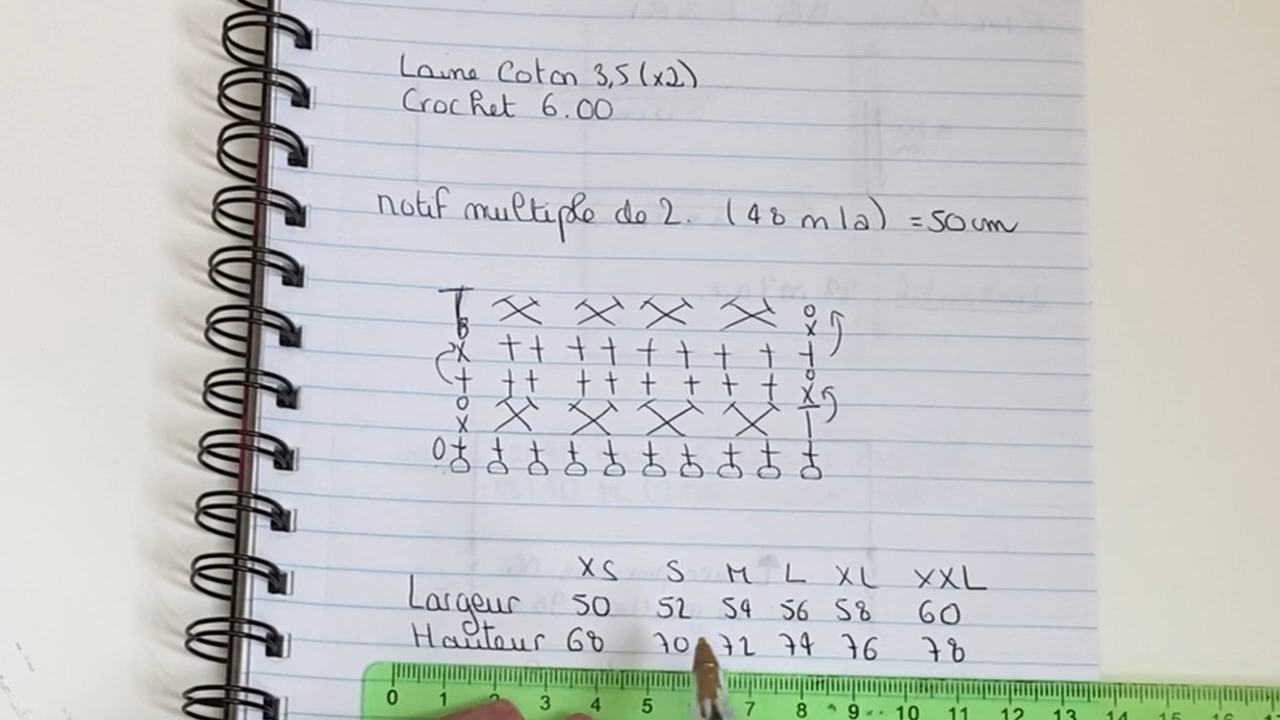 Laine Coton 3,5 (x2)
Crochet 6.00
notif multiple de 2. (48 m/a) = 50cm
XS S M L XL XXL
Largeur 50 52 54 56 58 60
Hauteur 68 70 72 74 76 78
0 1 2 3 4 5 7 8 9 10 11 12 13 14 15 16